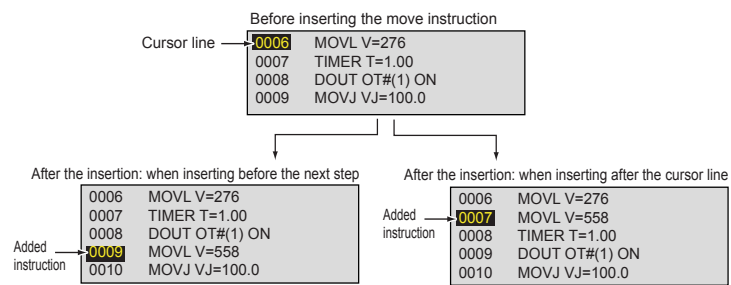 Before inserting the move instruction
Cursor line
0006 MOVL V=276
0007 TIMER T=1.00
0008 DOUT OT#(1) ON
0009 MOVJ VJ=100.0
After the insertion: when inserting before the next step
0006 MOVL V=276
0007 TIMER T=1.00
0008 DOUT OT#(1) ON
Added
instruction
0009 MOVL V=558
0010 MOVJ VJ=100.0
After the insertion: when inserting after the cursor line
0006 MOVL V=276
Added
instruction
0007 MOVL V=558
0008 TIMER T=1.00
0009 DOUT OT#(1) ON
0010 MOVJ VJ=100.0